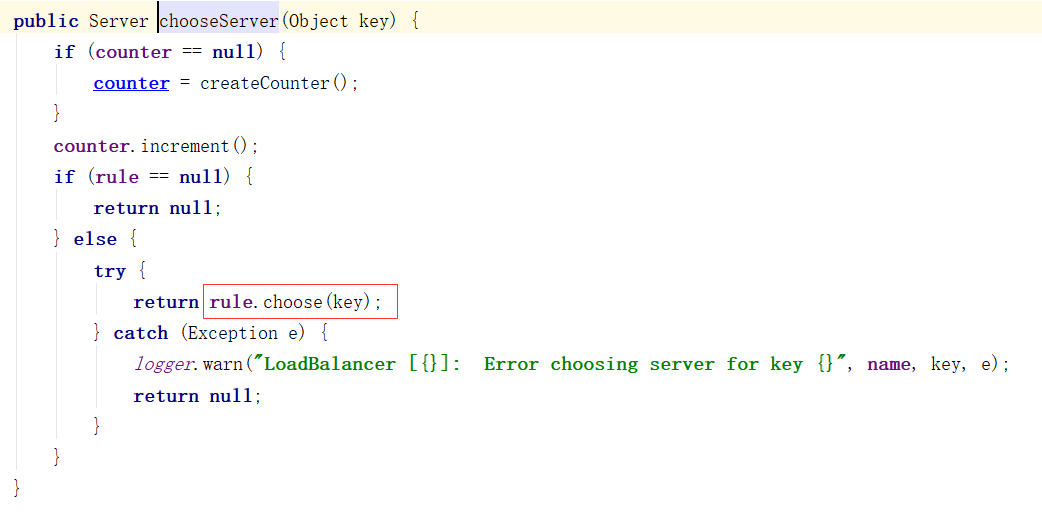 public Server chooseServer(Object key) {
    if (counter == null) {
        counter = createCounter();
    }
    counter.increment();
    if (rule == null) {
        return null;
    } else {
        try {
            return rule.choose(key);
        } catch (Exception e) {
            logger.warn("LoadBalancer [{}]:  Error choosing server for key {}", name, key, e);
            return null;
        }
    }
}